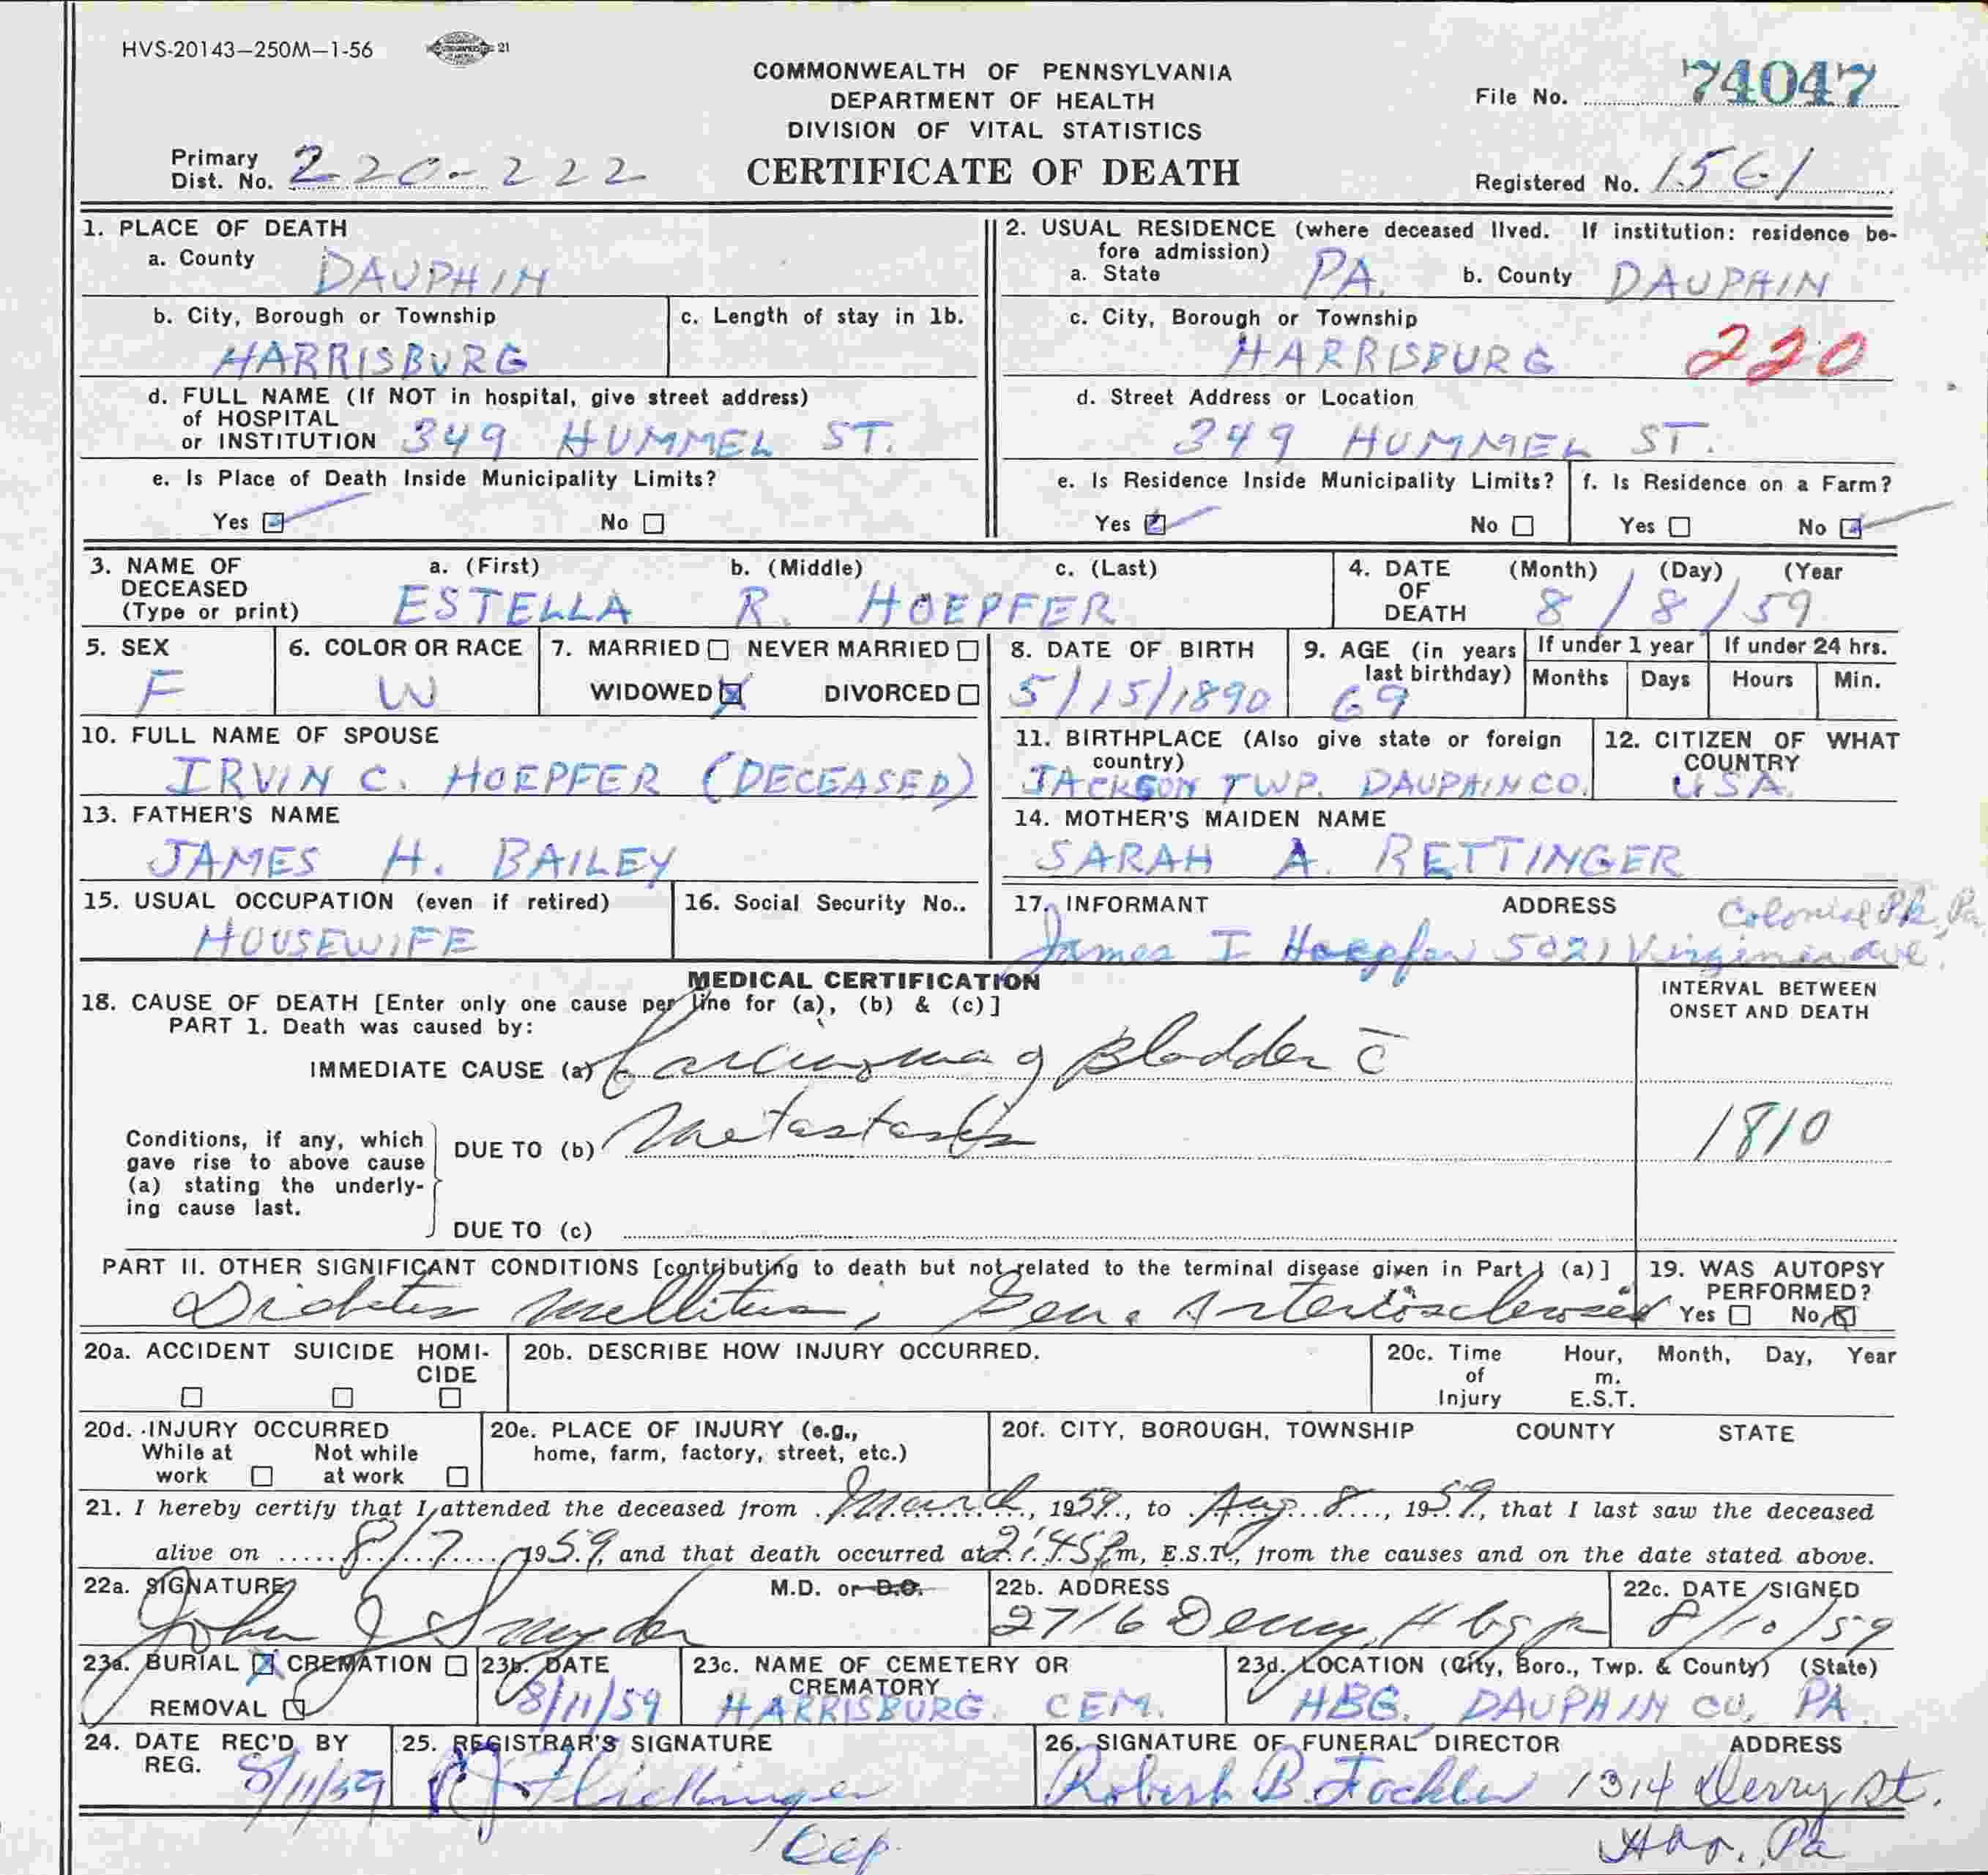 HVS-20143—250M—1-56 21
COMMONWEALTH OF PENNSYLVANIA
DEPARTMENT OF HEALTH
DIVISION OF VITAL STATISTICS
CERTIFICATE OF DEATH
File No. 74047
Primary Dist. No. 220-222
Registered No. 1561
1. PLACE OF DEATH
a. County DAUPHIN
b. City, Borough or Township HARRISBURG
c. Length of stay in 1b.
d. FULL NAME (If NOT in hospital, give street address)
of HOSPITAL
or INSTITUTION 349 HUMMEL ST.
e. Is Place of Death Inside Municipality Limits?
Yes No
2. USUAL RESIDENCE (where deceased lived. If institution: residence be-
fore admission)
a. State PA. b. County DAUPHIN
c. City, Borough or Township
HARRISBURG 220
d. Street Address or Location
349 HUMMEL ST.
e. Is Residence Inside Municipality Limits? f. Is Residence on a Farm?
Yes No Yes No
3. NAME OF DECEASED (Type or print)
a. (First) b. (Middle) c. (Last)
ESTELLA R. HOEPFER
4. DATE OF DEATH (Month) (Day) (Year
8/8/59
5. SEX
F
6. COLOR OR RACE
W
7. MARRIED NEVER MARRIED
WIDOWED X DIVORCED
8. DATE OF BIRTH
5/15/1890
9. AGE (in years last birthday)
69
If under 1 year If under 24 hrs.
Months Days Hours Min.
10. FULL NAME OF SPOUSE
IRVIN C. HOEPFER (DECEASED)
11. BIRTHPLACE (Also give state or foreign country)
JACKSON TWP. DAUPHIN CO.
12. CITIZEN OF WHAT COUNTRY
USA.
13. FATHER'S NAME
JAMES H. BAILEY
14. MOTHER'S MAIDEN NAME
SARAH A. RETTINGER
15. USUAL OCCUPATION (even if retired)
HOUSEWIFE
16. Social Security No..
17. INFORMANT ADDRESS Colonial Pk, Pa
James I Hoepfer 5021 Virginia ave.
MEDICAL CERTIFICATION
18. CAUSE OF DEATH [Enter only one cause per line for (a), (b) & (c)]
PART 1. Death was caused by:
IMMEDIATE CAUSE (a) Carcinoma of Bladder c̄
Conditions, if any, which
gave rise to above cause
(a) stating the underly-
ing cause last.
DUE TO (b) Metastasis
DUE TO (c)
INTERVAL BETWEEN
ONSET AND DEATH
1810
PART II. OTHER SIGNIFICANT CONDITIONS [contributing to death but not related to the terminal disease given in Part I (a)]
Diabetes Mellitus, Gen. Arteriosclerosis
19. WAS AUTOPSY
PERFORMED?
Yes No X
20a. ACCIDENT SUICIDE HOMI-
CIDE
20b. DESCRIBE HOW INJURY OCCURRED.
20c. Time of Injury Hour, Month, Day, Year
m.
E.S.T.
20d. INJURY OCCURRED
While at work Not while at work
20e. PLACE OF INJURY (e.g.,
home, farm, factory, street, etc.)
20f. CITY, BOROUGH, TOWNSHIP COUNTY STATE
21. I hereby certify that I attended the deceased from March, 1959, to Aug. 8, 1959, that I last saw the deceased
alive on 8/7 1959, and that death occurred at 2:45 Pm, E.S.T., from the causes and on the date stated above.
22a. SIGNATURE M.D. or D.O.
John J Snyder
22b. ADDRESS
2716 Derry, Hbg Pa
22c. DATE SIGNED
8/10/59
23a. BURIAL X CREMATION
REMOVAL
23b. DATE
8/11/59
23c. NAME OF CEMETERY OR
CREMATORY
HARRISBURG CEM.
23d. LOCATION (City, Boro., Twp. & County) (State)
HBG. DAUPHIN CO. PA
24. DATE REC'D BY
REG. 8/11/59
25. REGISTRAR'S SIGNATURE
Dep.
26. SIGNATURE OF FUNERAL DIRECTOR ADDRESS
Robert B. Fackler 1314 Derry St.
Hbg., Pa